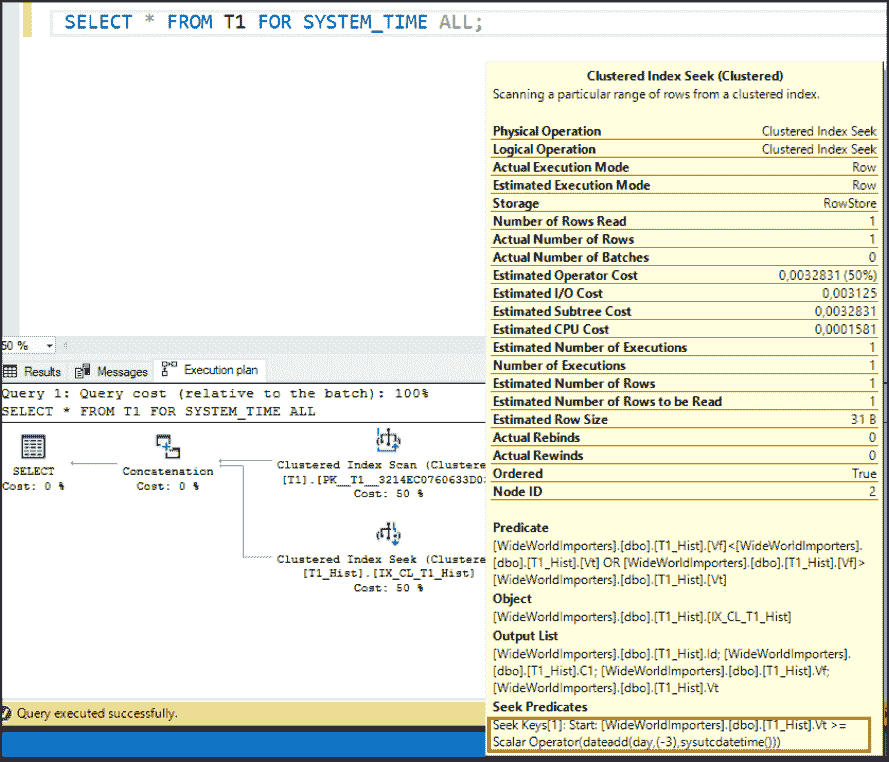 SELECT * FROM T1 FOR SYSTEM_TIME ALL;
Clustered Index Seek (Clustered)
Scanning a particular range of rows from a clustered index.
Physical Operation Clustered Index Seek
Logical Operation Clustered Index Seek
Actual Execution Mode Row
Estimated Execution Mode Row
Storage RowStore
Number of Rows Read 1
Actual Number of Rows 1
Actual Number of Batches 0
Estimated Operator Cost 0,0032831 (50%)
Estimated I/O Cost 0,003125
Estimated Subtree Cost 0,0032831
Estimated CPU Cost 0,0001581
Estimated Number of Executions 1
Number of Executions 1
Estimated Number of Rows 1
Estimated Number of Rows to be Read 1
Estimated Row Size 31 B
Actual Rebinds 0
Actual Rewinds 0
Ordered True
Node ID 2
Predicate
[WideWorldImporters].[dbo].[T1_Hist].[Vf]<[WideWorldImporters].
[dbo].[T1_Hist].[Vt] OR [WideWorldImporters].[dbo].[T1_Hist].[Vf]>
[WideWorldImporters].[dbo].[T1_Hist].[Vt]
Object
[WideWorldImporters].[dbo].[T1_Hist].[IX_CL_T1_Hist]
Output List
[WideWorldImporters].[dbo].[T1_Hist].Id; [WideWorldImporters].
[dbo].[T1_Hist].C1; [WideWorldImporters].[dbo].[T1_Hist].Vf;
[WideWorldImporters].[dbo].[T1_Hist].Vt
Seek Predicates
Seek Keys[1]: Start: [WideWorldImporters].[dbo].[T1_Hist].Vt >=
Scalar Operator(dateadd(day,(-3),sysutcdatetime()))
50 %
Results Messages Execution plan
Query 1: Query cost (relative to the batch): 100%
SELECT * FROM T1 FOR SYSTEM_TIME ALL
SELECT
Cost: 0 %
Concatenation
Cost: 0 %
Clustered Index Scan (Clustere
[T1].[PK__T1__3214EC0760633D0
Cost: 50 %
Clustered Index Seek (Clustere
[T1_Hist].[IX_CL_T1_Hist]
Cost: 50 %
Query executed successfully.